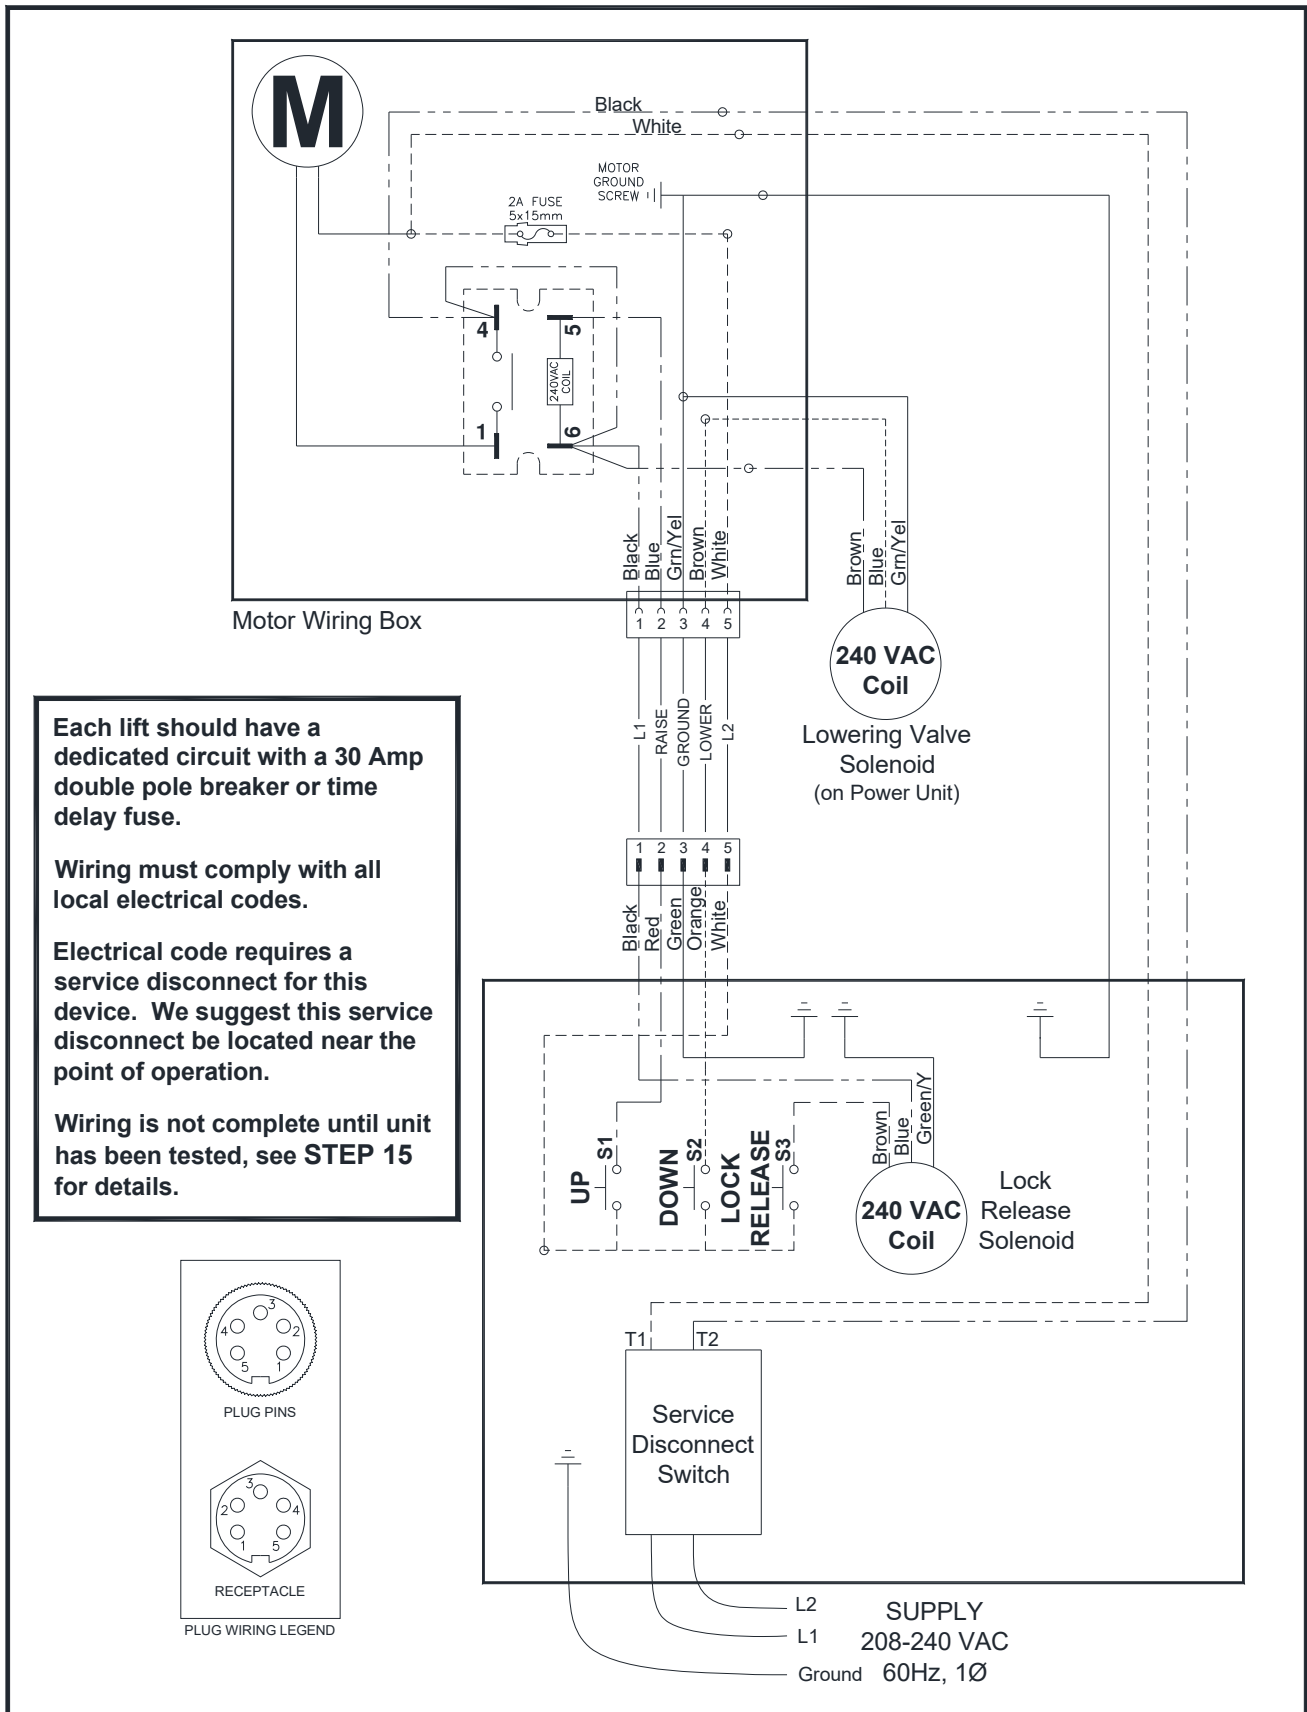 M
Black
White
MOTOR
GROUND
SCREW
2A FUSE
5x15mm
4
5
240VAC
COIL
1
6
Black
Blue
Grn/Yel
Brown
White
Brown
Blue
Grn/Yel
1 2 3 4 5
Motor Wiring Box
240 VAC
Coil
Lowering Valve
Solenoid
(on Power Unit)
L1
RAISE
GROUND
LOWER
L2
Each lift should have a
dedicated circuit with a 30 Amp
double pole breaker or time
delay fuse.
Wiring must comply with all
local electrical codes.
Electrical code requires a
service disconnect for this
device. We suggest this service
disconnect be located near the
point of operation.
Wiring is not complete until unit
has been tested, see STEP 15
for details.
1 2 3 4 5
Black
Red
Green
Orange
White
UP
S1
DOWN
S2
LOCK
RELEASE
S3
Brown
Blue
Green/Y
240 VAC
Coil
Lock
Release
Solenoid
T1
T2
Service
Disconnect
Switch
3
4
2
5
1
PLUG PINS
3
2
4
1
5
RECEPTACLE
PLUG WIRING LEGEND
L2
L1
Ground
SUPPLY
208-240 VAC
60Hz, 1Ø